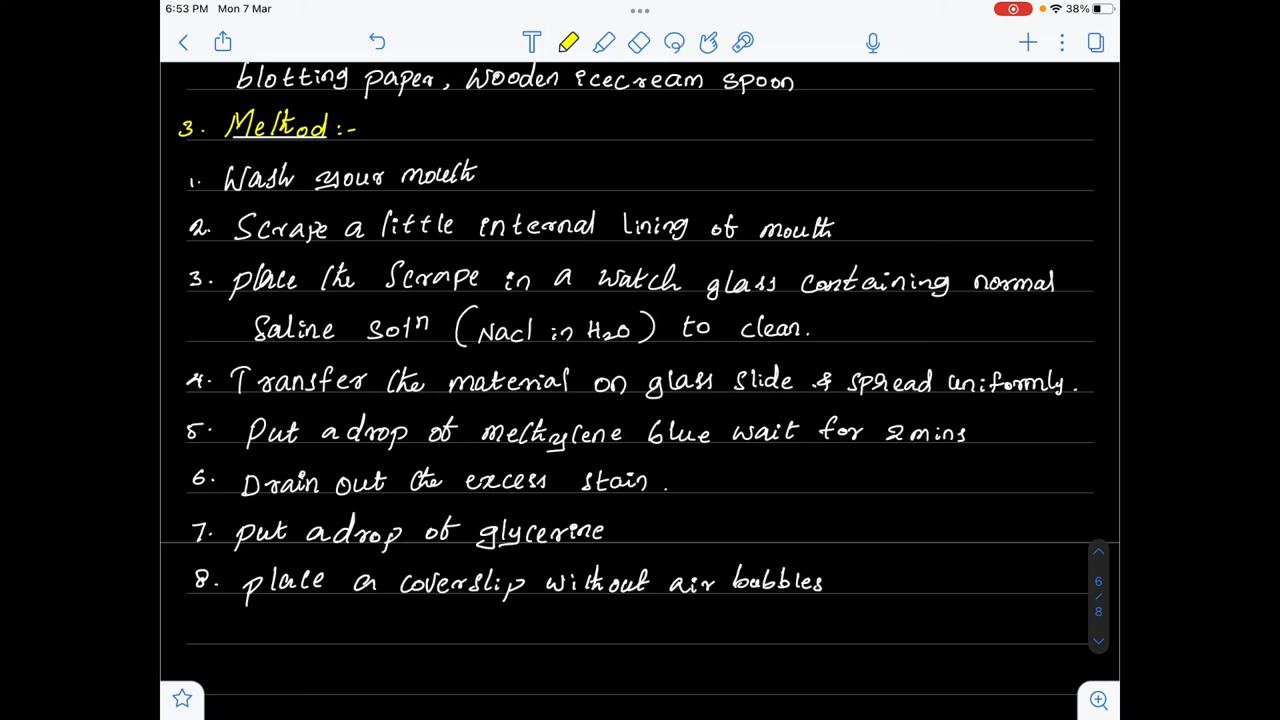 6:53 PM Mon 7 Mar
38%
blotting paper, wooden icecream spoon
3. Method :-
1. Wash your mouth
2. Scrape a little internal lining of mouth
3. place the scrape in a watch glass containing normal
saline solⁿ (Nacl in H2O) to clean.
4. Transfer the material on glass slide & spread uniformly.
5. Put a drop of methylene blue wait for 2 mins
6. Drain out the excess stain.
7. put a drop of glycerine
8. place a coverslip without air bubbles
6
/
8